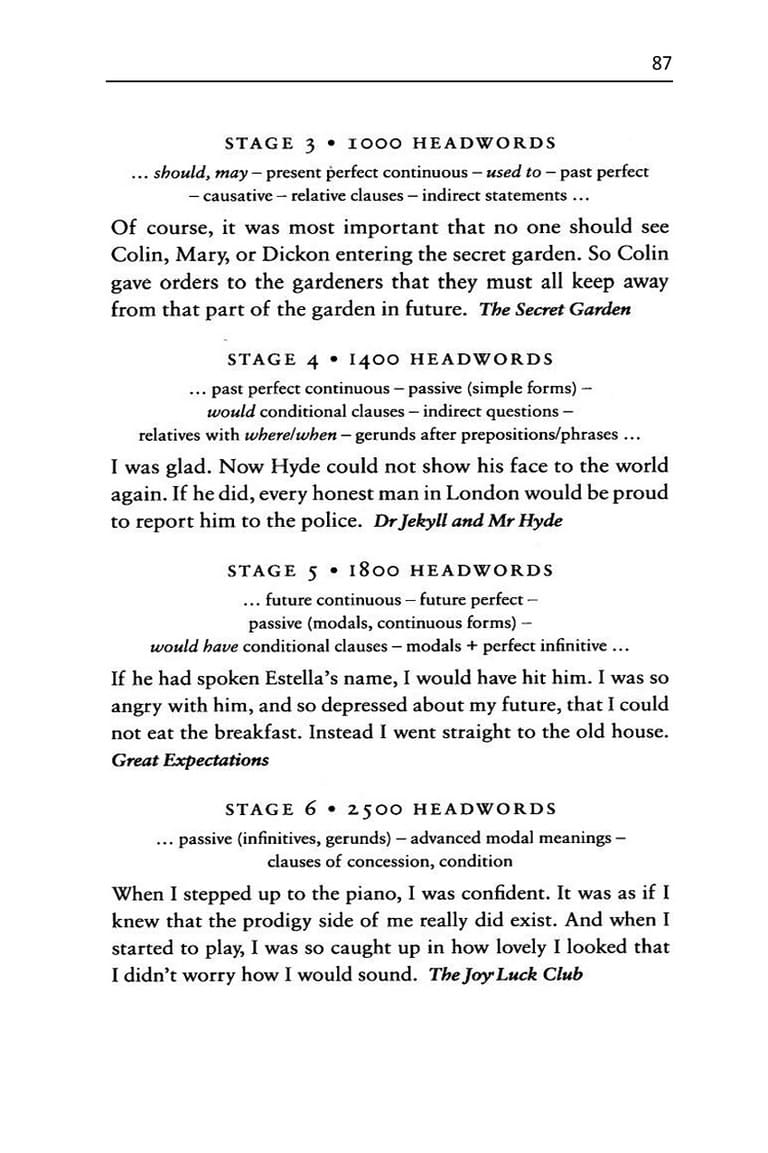 87
STAGE 3 • 1000 HEADWORDS
... should, may – present perfect continuous – used to – past perfect
– causative – relative clauses – indirect statements ...
Of course, it was most important that no one should see
Colin, Mary, or Dickon entering the secret garden. So Colin
gave orders to the gardeners that they must all keep away
from that part of the garden in future. The Secret Garden
STAGE 4 • 1400 HEADWORDS
... past perfect continuous – passive (simple forms) –
would conditional clauses – indirect questions –
relatives with where/when – gerunds after prepositions/phrases ...
I was glad. Now Hyde could not show his face to the world
again. If he did, every honest man in London would be proud
to report him to the police. Dr Jekyll and Mr Hyde
STAGE 5 • 1800 HEADWORDS
... future continuous – future perfect –
passive (modals, continuous forms) –
would have conditional clauses – modals + perfect infinitive ...
If he had spoken Estella's name, I would have hit him. I was so
angry with him, and so depressed about my future, that I could
not eat the breakfast. Instead I went straight to the old house.
Great Expectations
STAGE 6 • 2500 HEADWORDS
... passive (infinitives, gerunds) – advanced modal meanings –
clauses of concession, condition
When I stepped up to the piano, I was confident. It was as if I
knew that the prodigy side of me really did exist. And when I
started to play, I was so caught up in how lovely I looked that
I didn't worry how I would sound. The Joy Luck Club